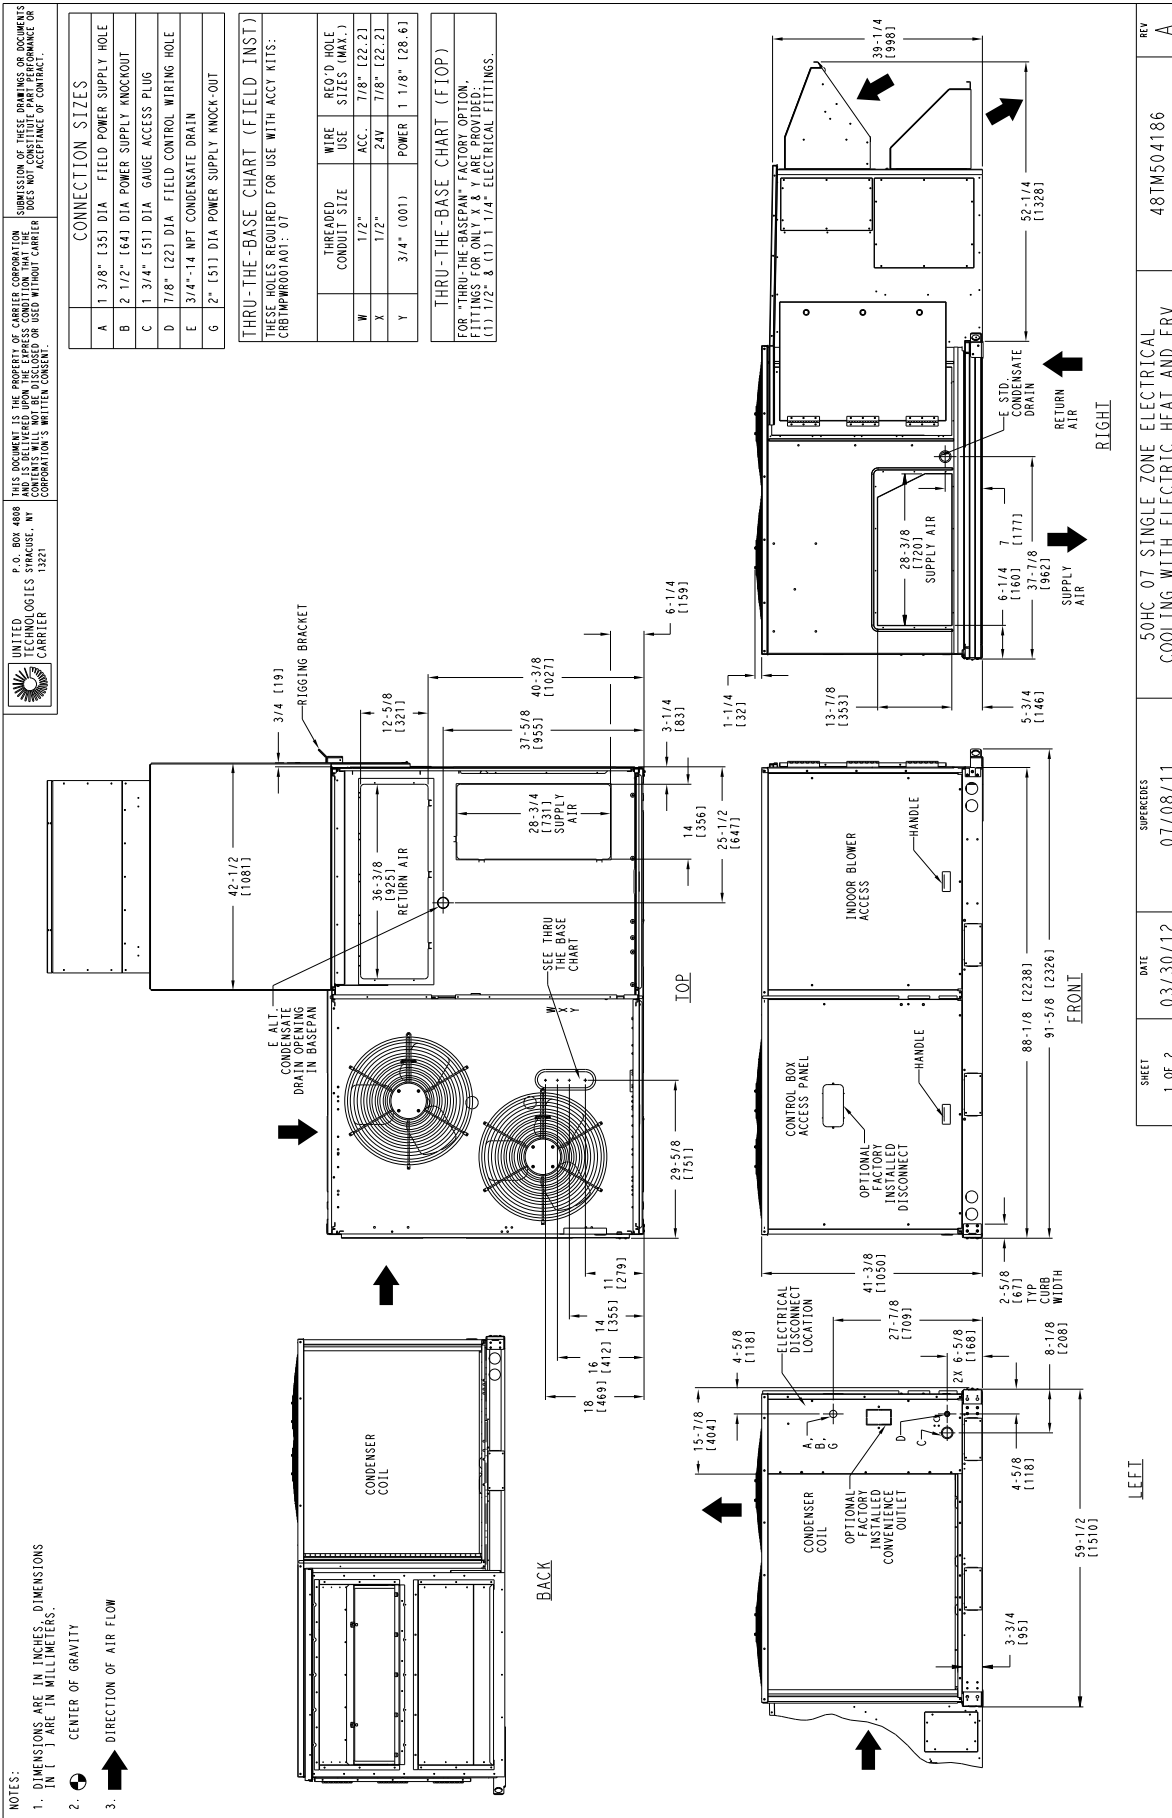 NOTES:
1. DIMENSIONS ARE IN INCHES, DIMENSIONS
IN [ ] ARE IN MILLIMETERS.
2. CENTER OF GRAVITY
3. DIRECTION OF AIR FLOW
UNITED
TECHNOLOGIES
CARRIER
P.O. BOX 4808
SYRACUSE, NY
13221
THIS DOCUMENT IS THE PROPERTY OF CARRIER CORPORATION
AND IS DELIVERED UPON THE EXPRESS CONDITION THAT THE
CONTENTS WILL NOT BE DISCLOSED OR USED WITHOUT CARRIER
CORPORATION'S WRITTEN CONSENT.
SUBMISSION OF THESE DRAWINGS OR DOCUMENTS
DOES NOT CONSTITUTE PART PERFORMANCE OR
ACCEPTANCE OF CONTRACT.
CONNECTION SIZES
A 1 3/8" [35] DIA FIELD POWER SUPPLY HOLE
B 2 1/2" [64] DIA POWER SUPPLY KNOCKOUT
C 1 3/4" [51] DIA GAUGE ACCESS PLUG
D 7/8" [22] DIA FIELD CONTROL WIRING HOLE
E 3/4"-14 NPT CONDENSATE DRAIN
G 2" [51] DIA POWER SUPPLY KNOCK-OUT
THRU-THE-BASE CHART (FIELD INST)
THESE HOLES REQUIRED FOR USE WITH ACCY KITS:
CRBTMPWR001A01: 07
THREADED CONDUIT SIZE WIRE USE REQ'D HOLE SIZES (MAX.)
W 1/2" ACC. 7/8" [22.2]
X 1/2" 24V 7/8" [22.2]
Y 3/4" (001) POWER 1 1/8" [28.6]
THRU-THE-BASE CHART (FIOP)
FOR "THRU-THE-BASEPAN" FACTORY OPTION,
FITTINGS FOR ONLY X & Y ARE PROVIDED:
(1) 1/2" & (1) 1 1/4" ELECTRICAL FITTINGS.
CONDENSER
COIL
BACK
42-1/2
[1081]
3/4 [19]
RIGGING BRACKET
12-5/8
[321]
40-3/8
[1027]
37-5/8
[955]
6-1/4
[159]
3-1/4
[83]
36-3/8
[925]
RETURN AIR
28-3/4
[731]
SUPPLY
AIR
14
[356]
25-1/2
[647]
E ALT.
CONDENSATE
DRAIN OPENING
IN BASEPAN
SEE THRU
THE BASE
CHART
W
X
Y
29-5/8
[751]
11
[279]
14
[355]
16
[412]
18
[469]
TOP
15-7/8
[404]
4-5/8
[118]
ELECTRICAL
DISCONNECT
LOCATION
27-7/8
[709]
2X 6-5/8
[168]
8-1/8
[208]
A,
B,
G
D
C
CONDENSER
COIL
OPTIONAL
FACTORY
INSTALLED
CONVENIENCE
OUTLET
4-5/8
[118]
3-3/4
[95]
59-1/2
[1510]
LEFT
41-3/8
[1050]
2-5/8
[67]
TYP
CURB
WIDTH
CONTROL BOX
ACCESS PANEL
OPTIONAL
FACTORY
INSTALLED
DISCONNECT
HANDLE
INDOOR BLOWER
ACCESS
HANDLE
88-1/8 [2238]
91-5/8 [2326]
FRONT
1-1/4
[32]
13-7/8
[353]
5-3/4
[146]
28-3/8
[720]
SUPPLY AIR
6-1/4
[160]
7
[177]
37-7/8
[962]
SUPPLY
AIR
RETURN
AIR
E STD.
CONDENSATE
DRAIN
52-1/4
[1328]
39-1/4
[998]
RIGHT
SHEET
1 OF 2
DATE
03/30/12
SUPERCEDES
07/08/11
50HC 07 SINGLE ZONE ELECTRICAL
COOLING WITH ELECTRIC HEAT AND ERV
48TM504186
REV
A